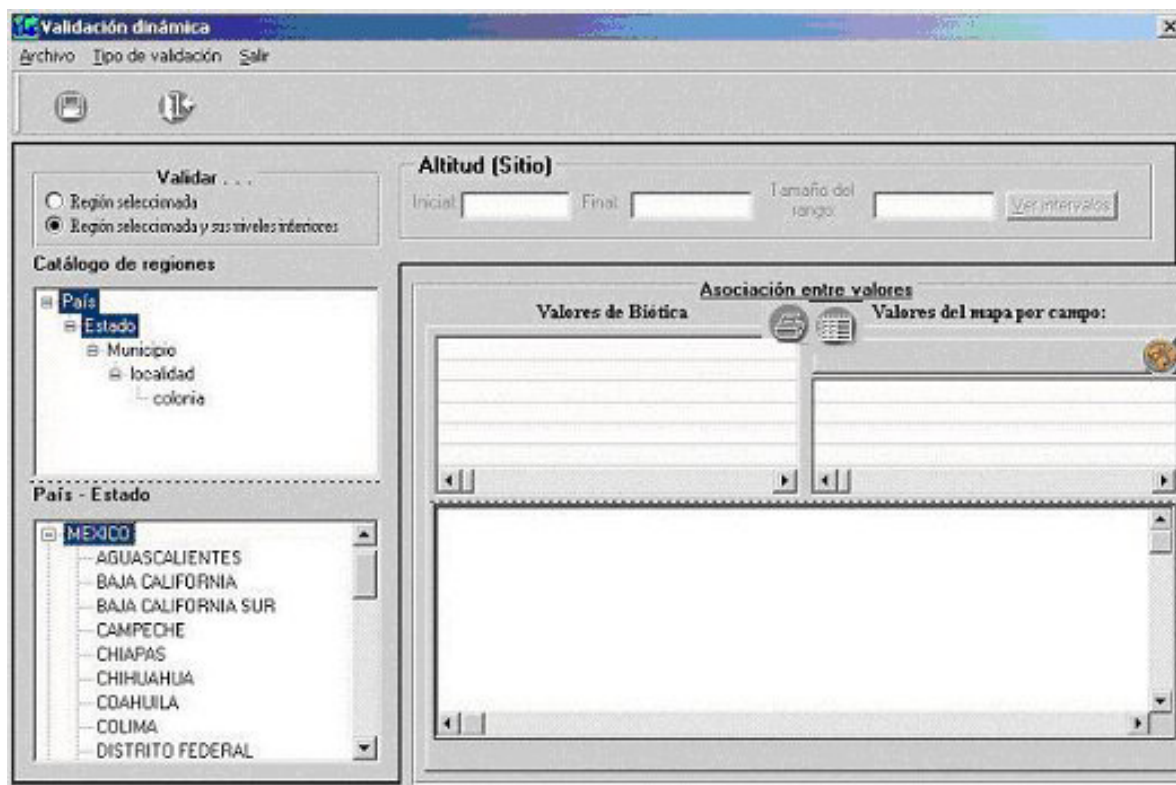 Validación dinámica
Archivo Tipo de validación Salir
Validar . . .
Región seleccionada
Región seleccionada y sus niveles inferiores
Catálogo de regiones
País
Estado
Municipio
localidad
colonia
País - Estado
MEXICO
AGUASCALIENTES
BAJA CALIFORNIA
BAJA CALIFORNIA SUR
CAMPECHE
CHIAPAS
CHIHUAHUA
COAHUILA
COLIMA
DISTRITO FEDERAL
Altitud (Sitio)
Inicial:
Final:
Tamaño del
rango:
Ver intervalos
Asociación entre valores
Valores de Biótica
Valores del mapa por campo: